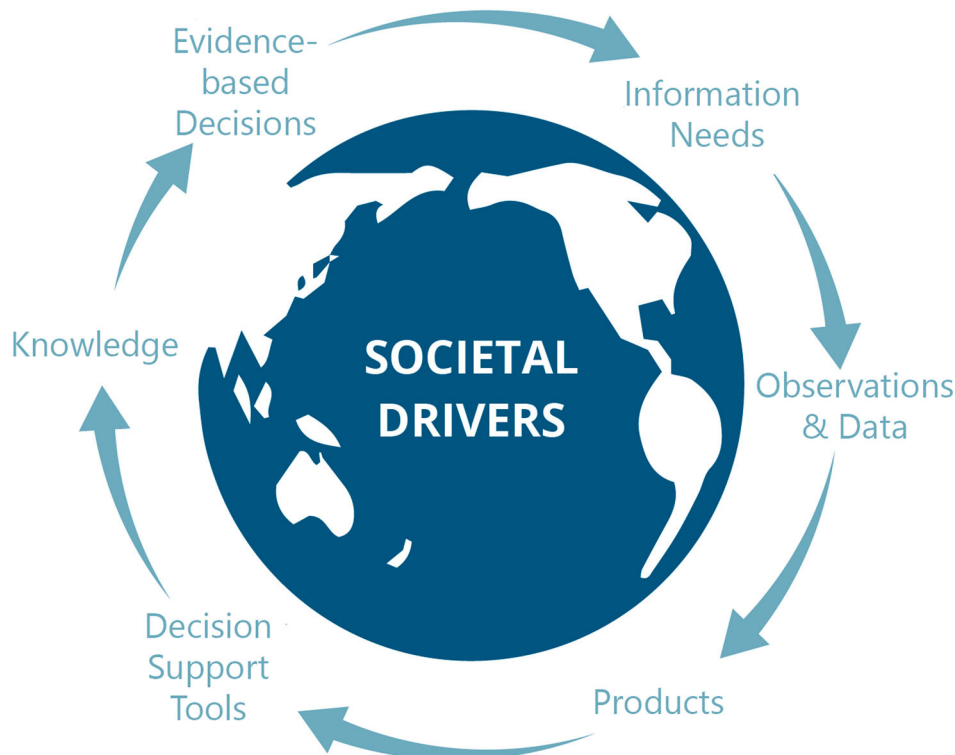 Evidence-
based
Decisions
Information
Needs
Observations
& Data
Products
Decision
Support
Tools
Knowledge
SOCIETAL
DRIVERS